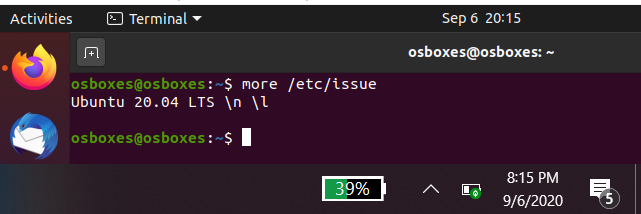 Activities Terminal Sep 6 20:15
osboxes@osboxes: ~
osboxes@osboxes:~$ more /etc/issue
Ubuntu 20.04 LTS \n \l
osboxes@osboxes:~$
39% 8:15 PM
9/6/2020 5